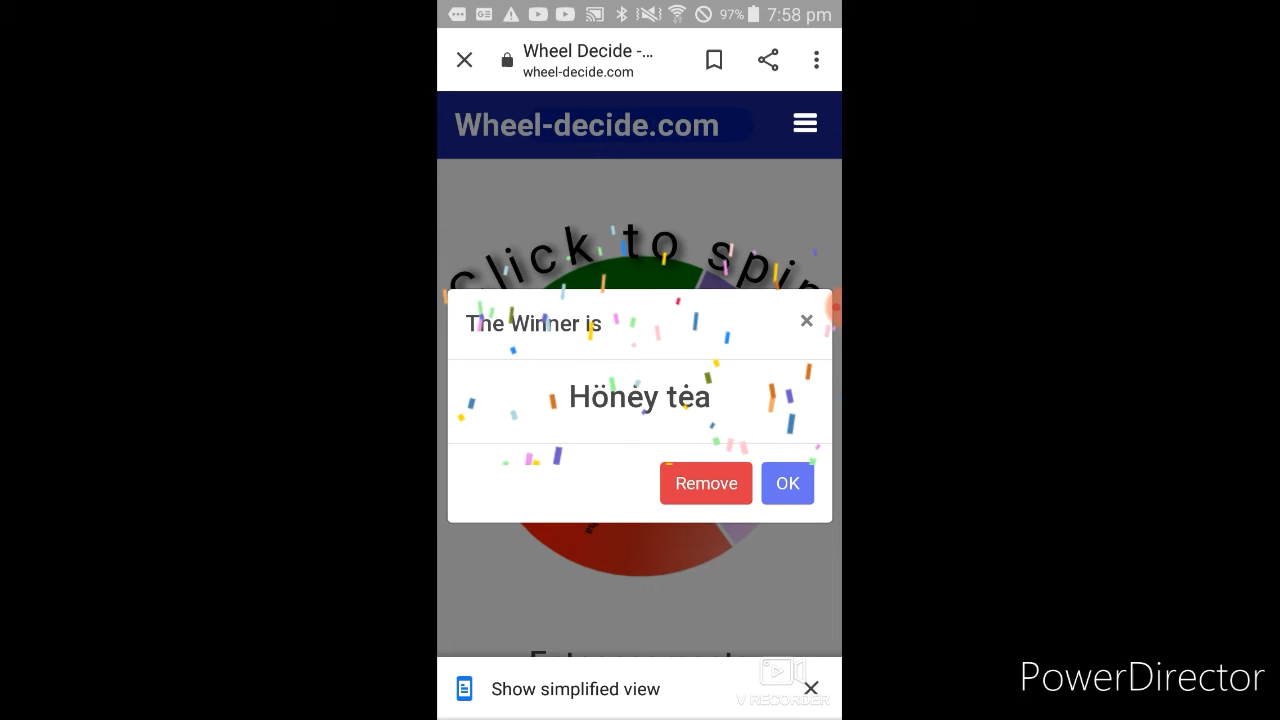 97% 7:58 pm
Wheel Decide -...
wheel-decide.com
Wheel-decide.com
Click to spin
The Winner is
×
Höney tėa
Remove OK
Show simplified view
V RECORDER
PowerDirector